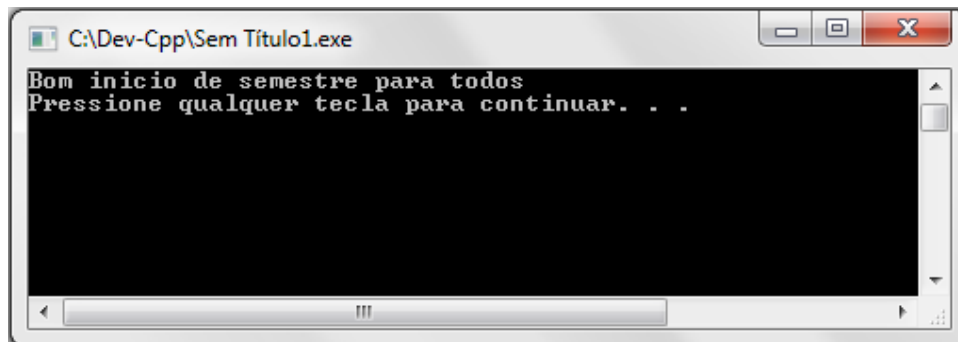 C:\Dev-Cpp\Sem Título1.exe
Bom inicio de semestre para todos
Pressione qualquer tecla para continuar. . .